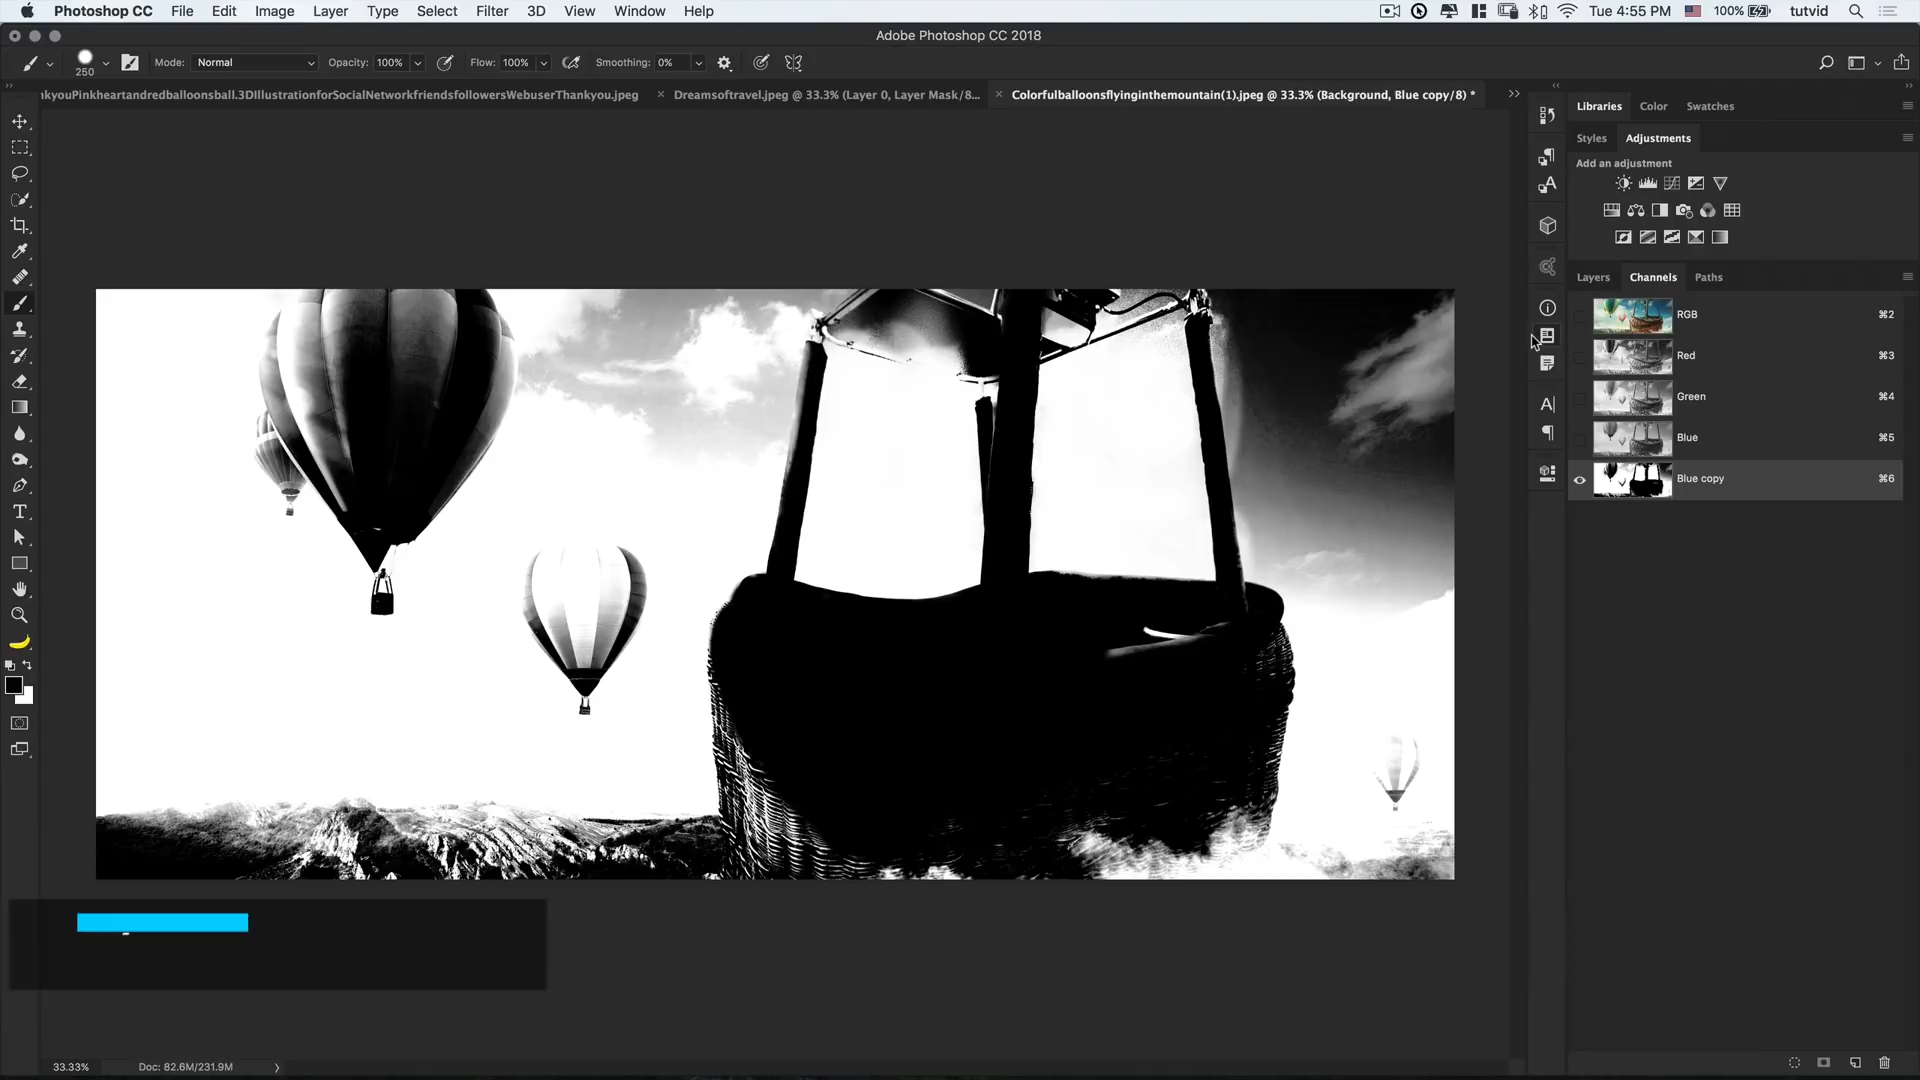 Photoshop CC File Edit Image Layer Type Select Filter 3D View Window Help Tue 4:55 PM 100% tutvid
Adobe Photoshop CC 2018
250 Mode: Normal Opacity: 100% Flow: 100% Smoothing: 0%
ıkyouPinkheartandredballoonsball.3DIllustrationforSocialNetworkfriendsfollowersWebuserThankyou.jpeg × Dreamsoftravel.jpeg @ 33.3% (Layer 0, Layer Mask/8... × Colorfulballoonsflyinginthemountain(1).jpeg @ 33.3% (Background, Blue copy/8) *
Libraries Color Swatches
Styles Adjustments
Add an adjustment
Layers Channels Paths
RGB ⌘2
Red ⌘3
Green ⌘4
Blue ⌘5
Blue copy ⌘6
33.33% Doc: 82.6M/231.9M